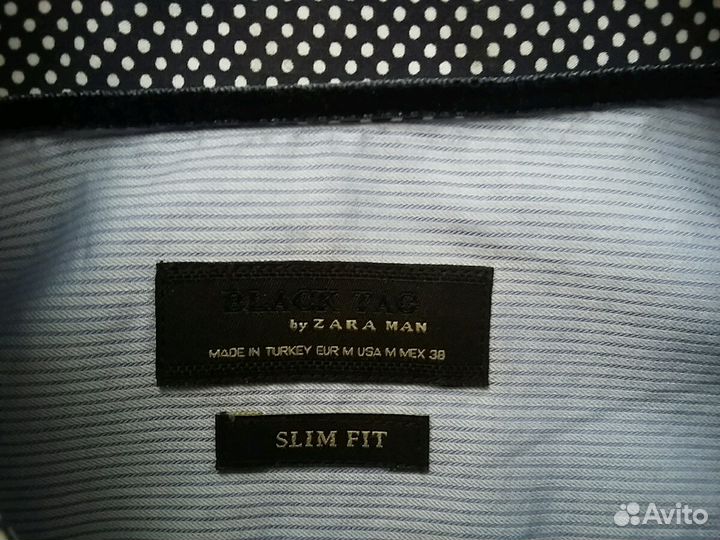 BLACK TAG
by ZARA MAN
MADE IN TURKEY EUR M USA M MEX 38
SLIM FIT
Avito